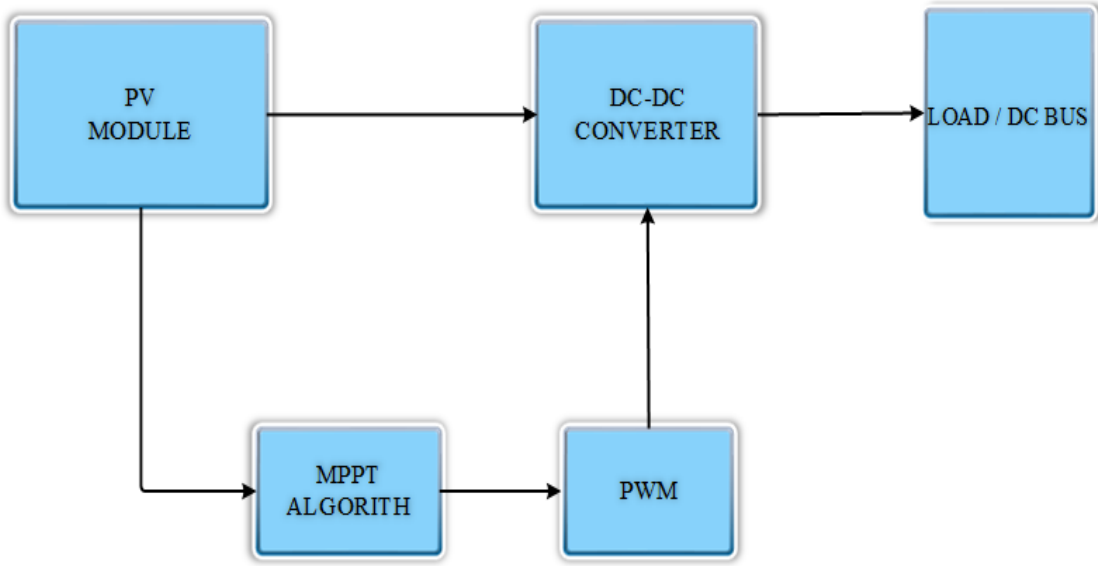 PV
MODULE
DC-DC
CONVERTER
LOAD / DC BUS
MPPT
ALGORITH
PWM